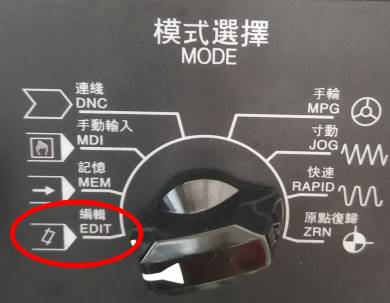 模式選擇
MODE
連綫
DNC
手動輸入
MDI
記憶
MEM
編輯
EDIT
手輪
MPG
寸動
JOG
快速
RAPID
原點復歸
ZRN